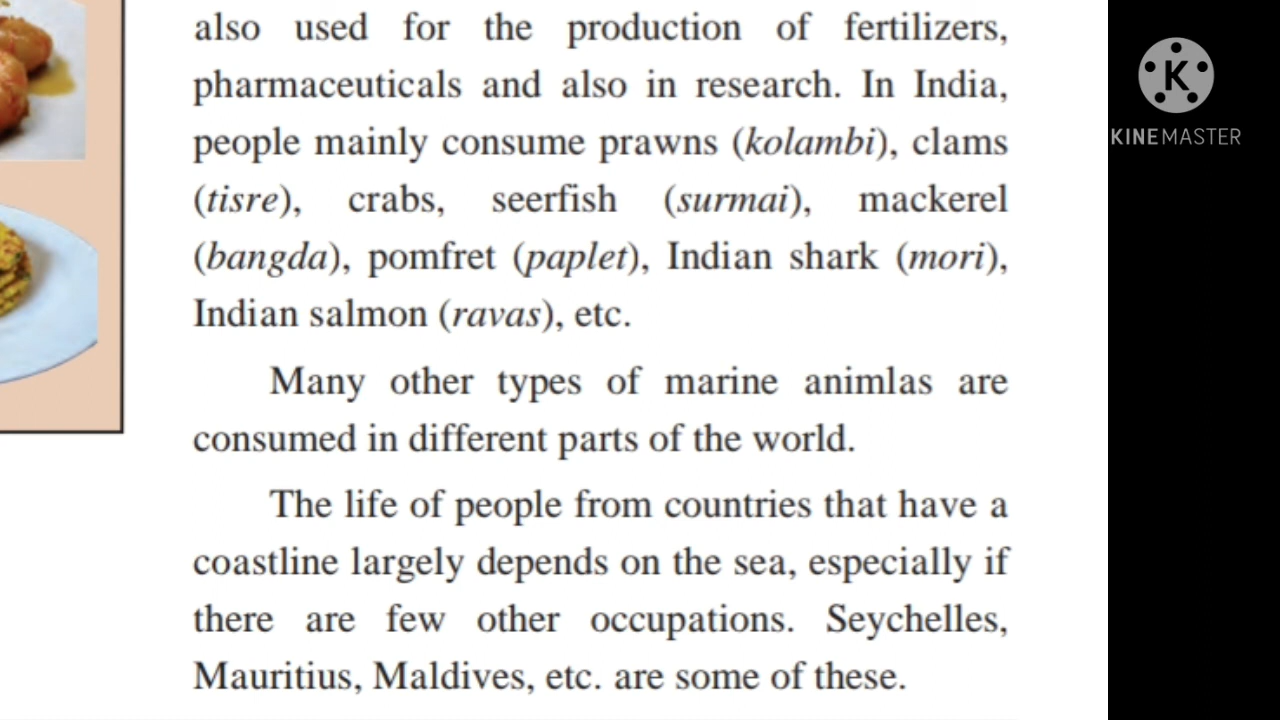 also used for the production of fertilizers,
pharmaceuticals and also in research. In India,
people mainly consume prawns (kolambi), clams
(tisre), crabs, seerfish (surmai), mackerel
(bangda), pomfret (paplet), Indian shark (mori),
Indian salmon (ravas), etc.
Many other types of marine animlas are
consumed in different parts of the world.
The life of people from countries that have a
coastline largely depends on the sea, especially if
there are few other occupations. Seychelles,
Mauritius, Maldives, etc. are some of these.
K
KINEMASTER